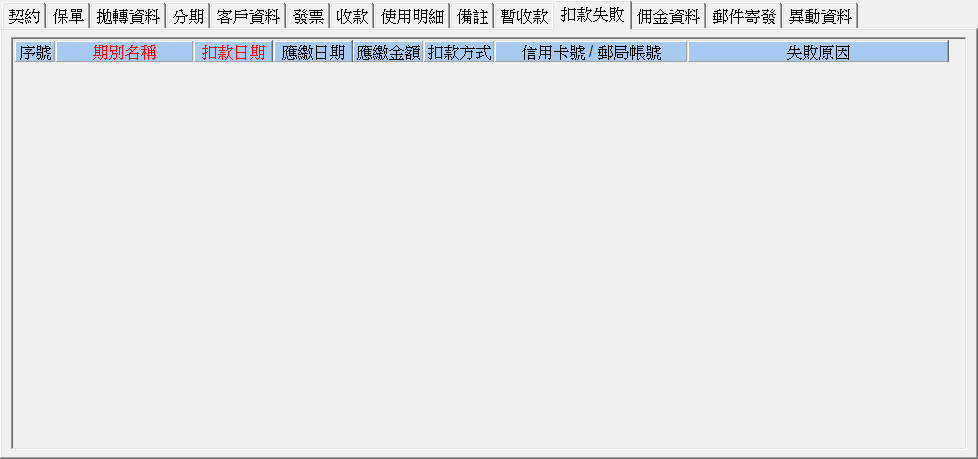 契約 保單 拋轉資料 分期 客戶資料 發票 收款 使用明細 備註 暫收款 扣款失敗 佣金資料 郵件寄發 異動資料
序號 期別名稱 扣款日期 應繳日期 應繳金額 扣款方式 信用卡號 / 郵局帳號 失敗原因